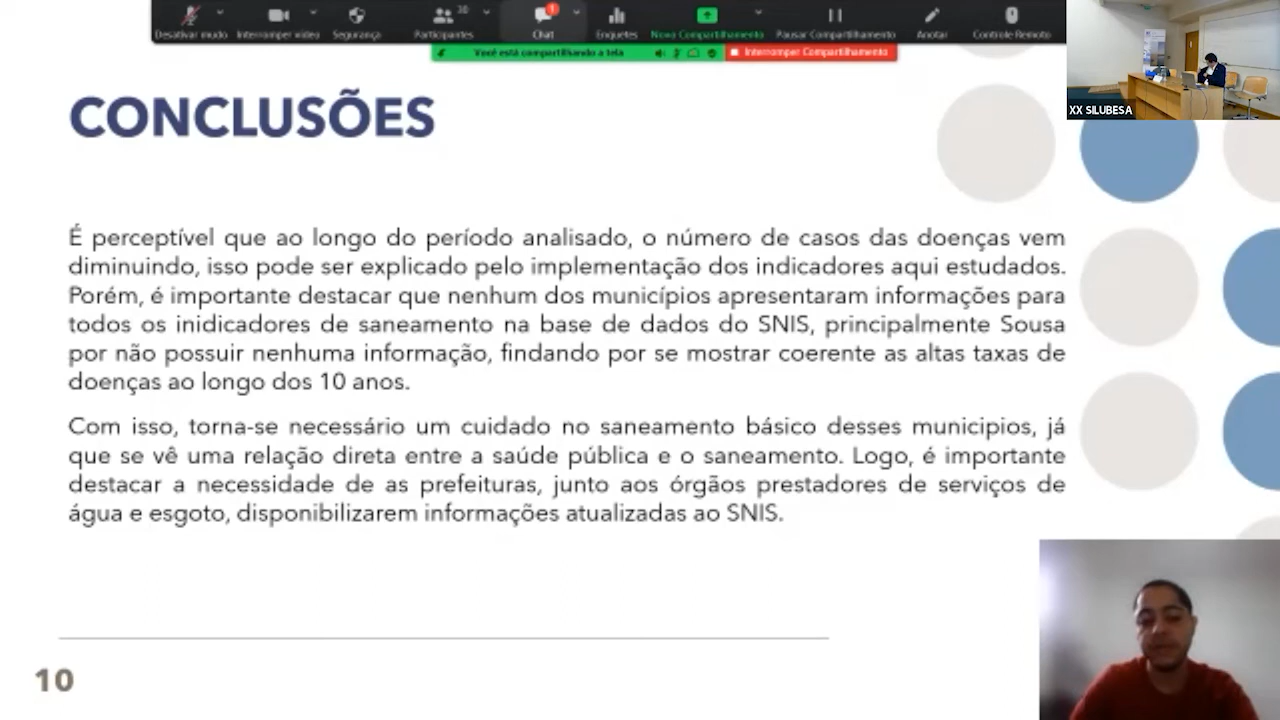 Desativar mudo
Interromper vídeo
Segurança
Participantes
30
Chat
1
Enquetes
Novo Compartilhamento
Pausar Compartilhamento
Anotar
Controle Remoto
Você está compartilhando a tela
Interromper Compartilhamento
XX SILUBESA
CONCLUSÕES
É perceptível que ao longo do período analisado, o número de casos das doenças vem
diminuindo, isso pode ser explicado pelo implementação dos indicadores aqui estudados.
Porém, é importante destacar que nenhum dos municípios apresentaram informações para
todos os inidicadores de saneamento na base de dados do SNIS, principalmente Sousa
por não possuir nenhuma informação, findando por se mostrar coerente as altas taxas de
doenças ao longo dos 10 anos.
Com isso, torna-se necessário um cuidado no saneamento básico desses municipios, já
que se vê uma relação direta entre a saúde pública e o saneamento. Logo, é importante
destacar a necessidade de as prefeituras, junto aos órgãos prestadores de serviços de
água e esgoto, disponibilizarem informações atualizadas ao SNIS.
10